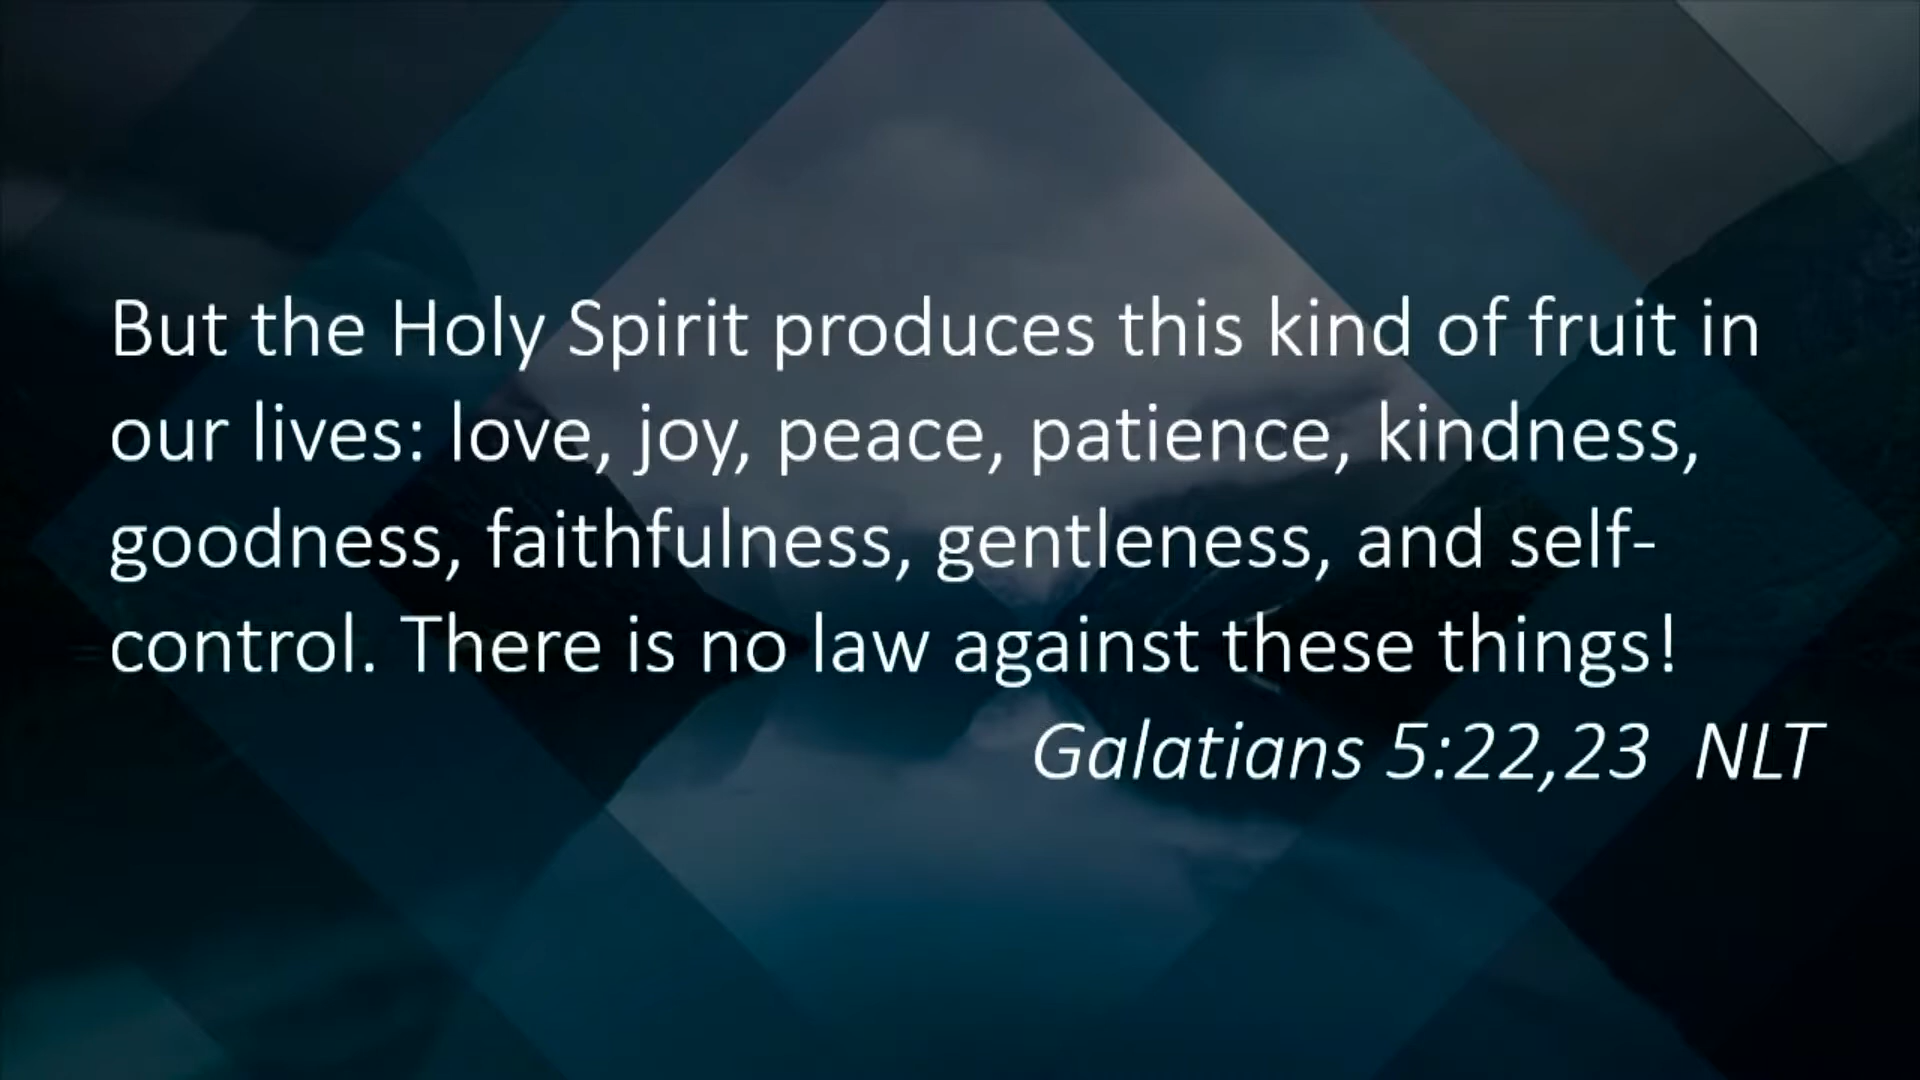 But the Holy Spirit produces this kind of fruit in
our lives: love, joy, peace, patience, kindness,
goodness, faithfulness, gentleness, and self-
control. There is no law against these things!
Galatians 5:22,23  NLT